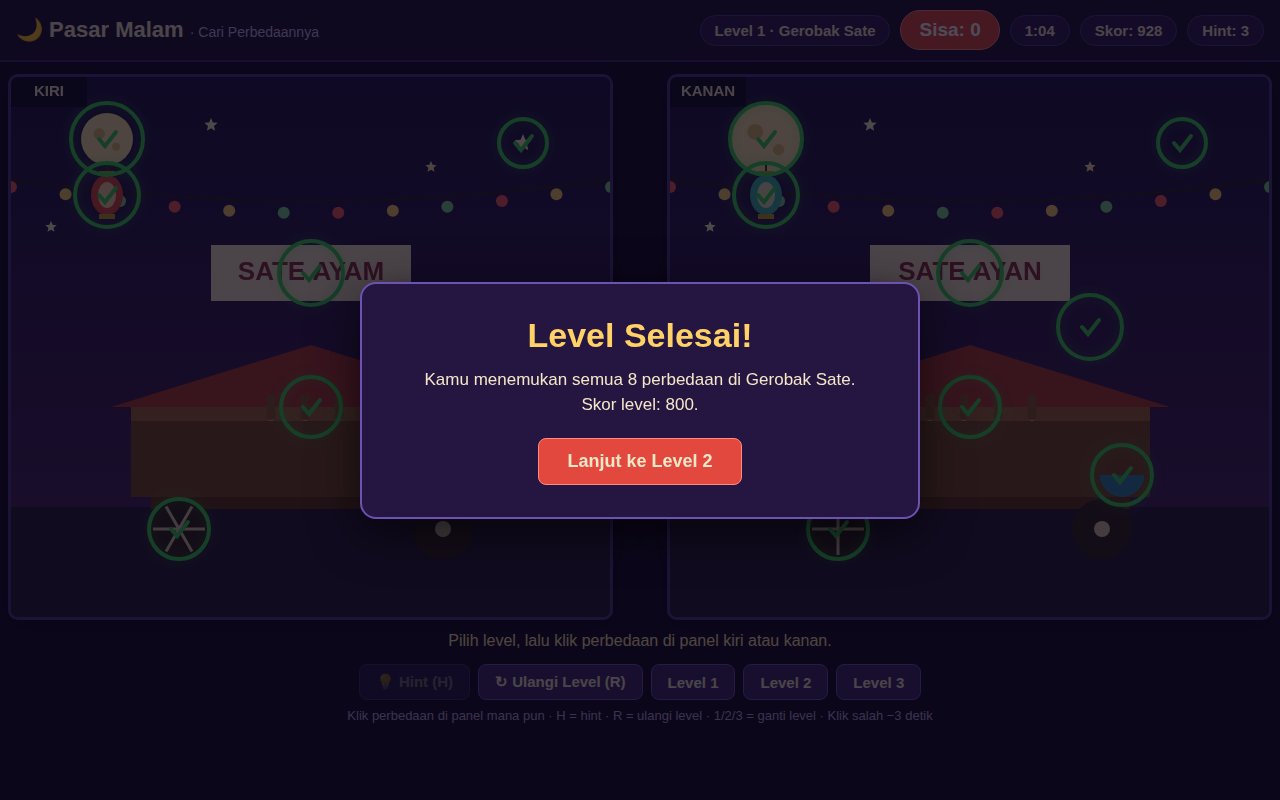 🌙 Pasar Malam · Cari Perbedaannya
Level 1 · Gerobak Sate
Sisa: 0
1:04
Skor: 928
Hint: 3
KIRI
KANAN
SATE AYAM
SATE AYAN
Level Selesai!
Kamu menemukan semua 8 perbedaan di Gerobak Sate.
Skor level: 800.
Lanjut ke Level 2
Pilih level, lalu klik perbedaan di panel kiri atau kanan.
💡 Hint (H)
↻ Ulangi Level (R)
Level 1
Level 2
Level 3
Klik perbedaan di panel mana pun · H = hint · R = ulangi level · 1/2/3 = ganti level · Klik salah −3 detik